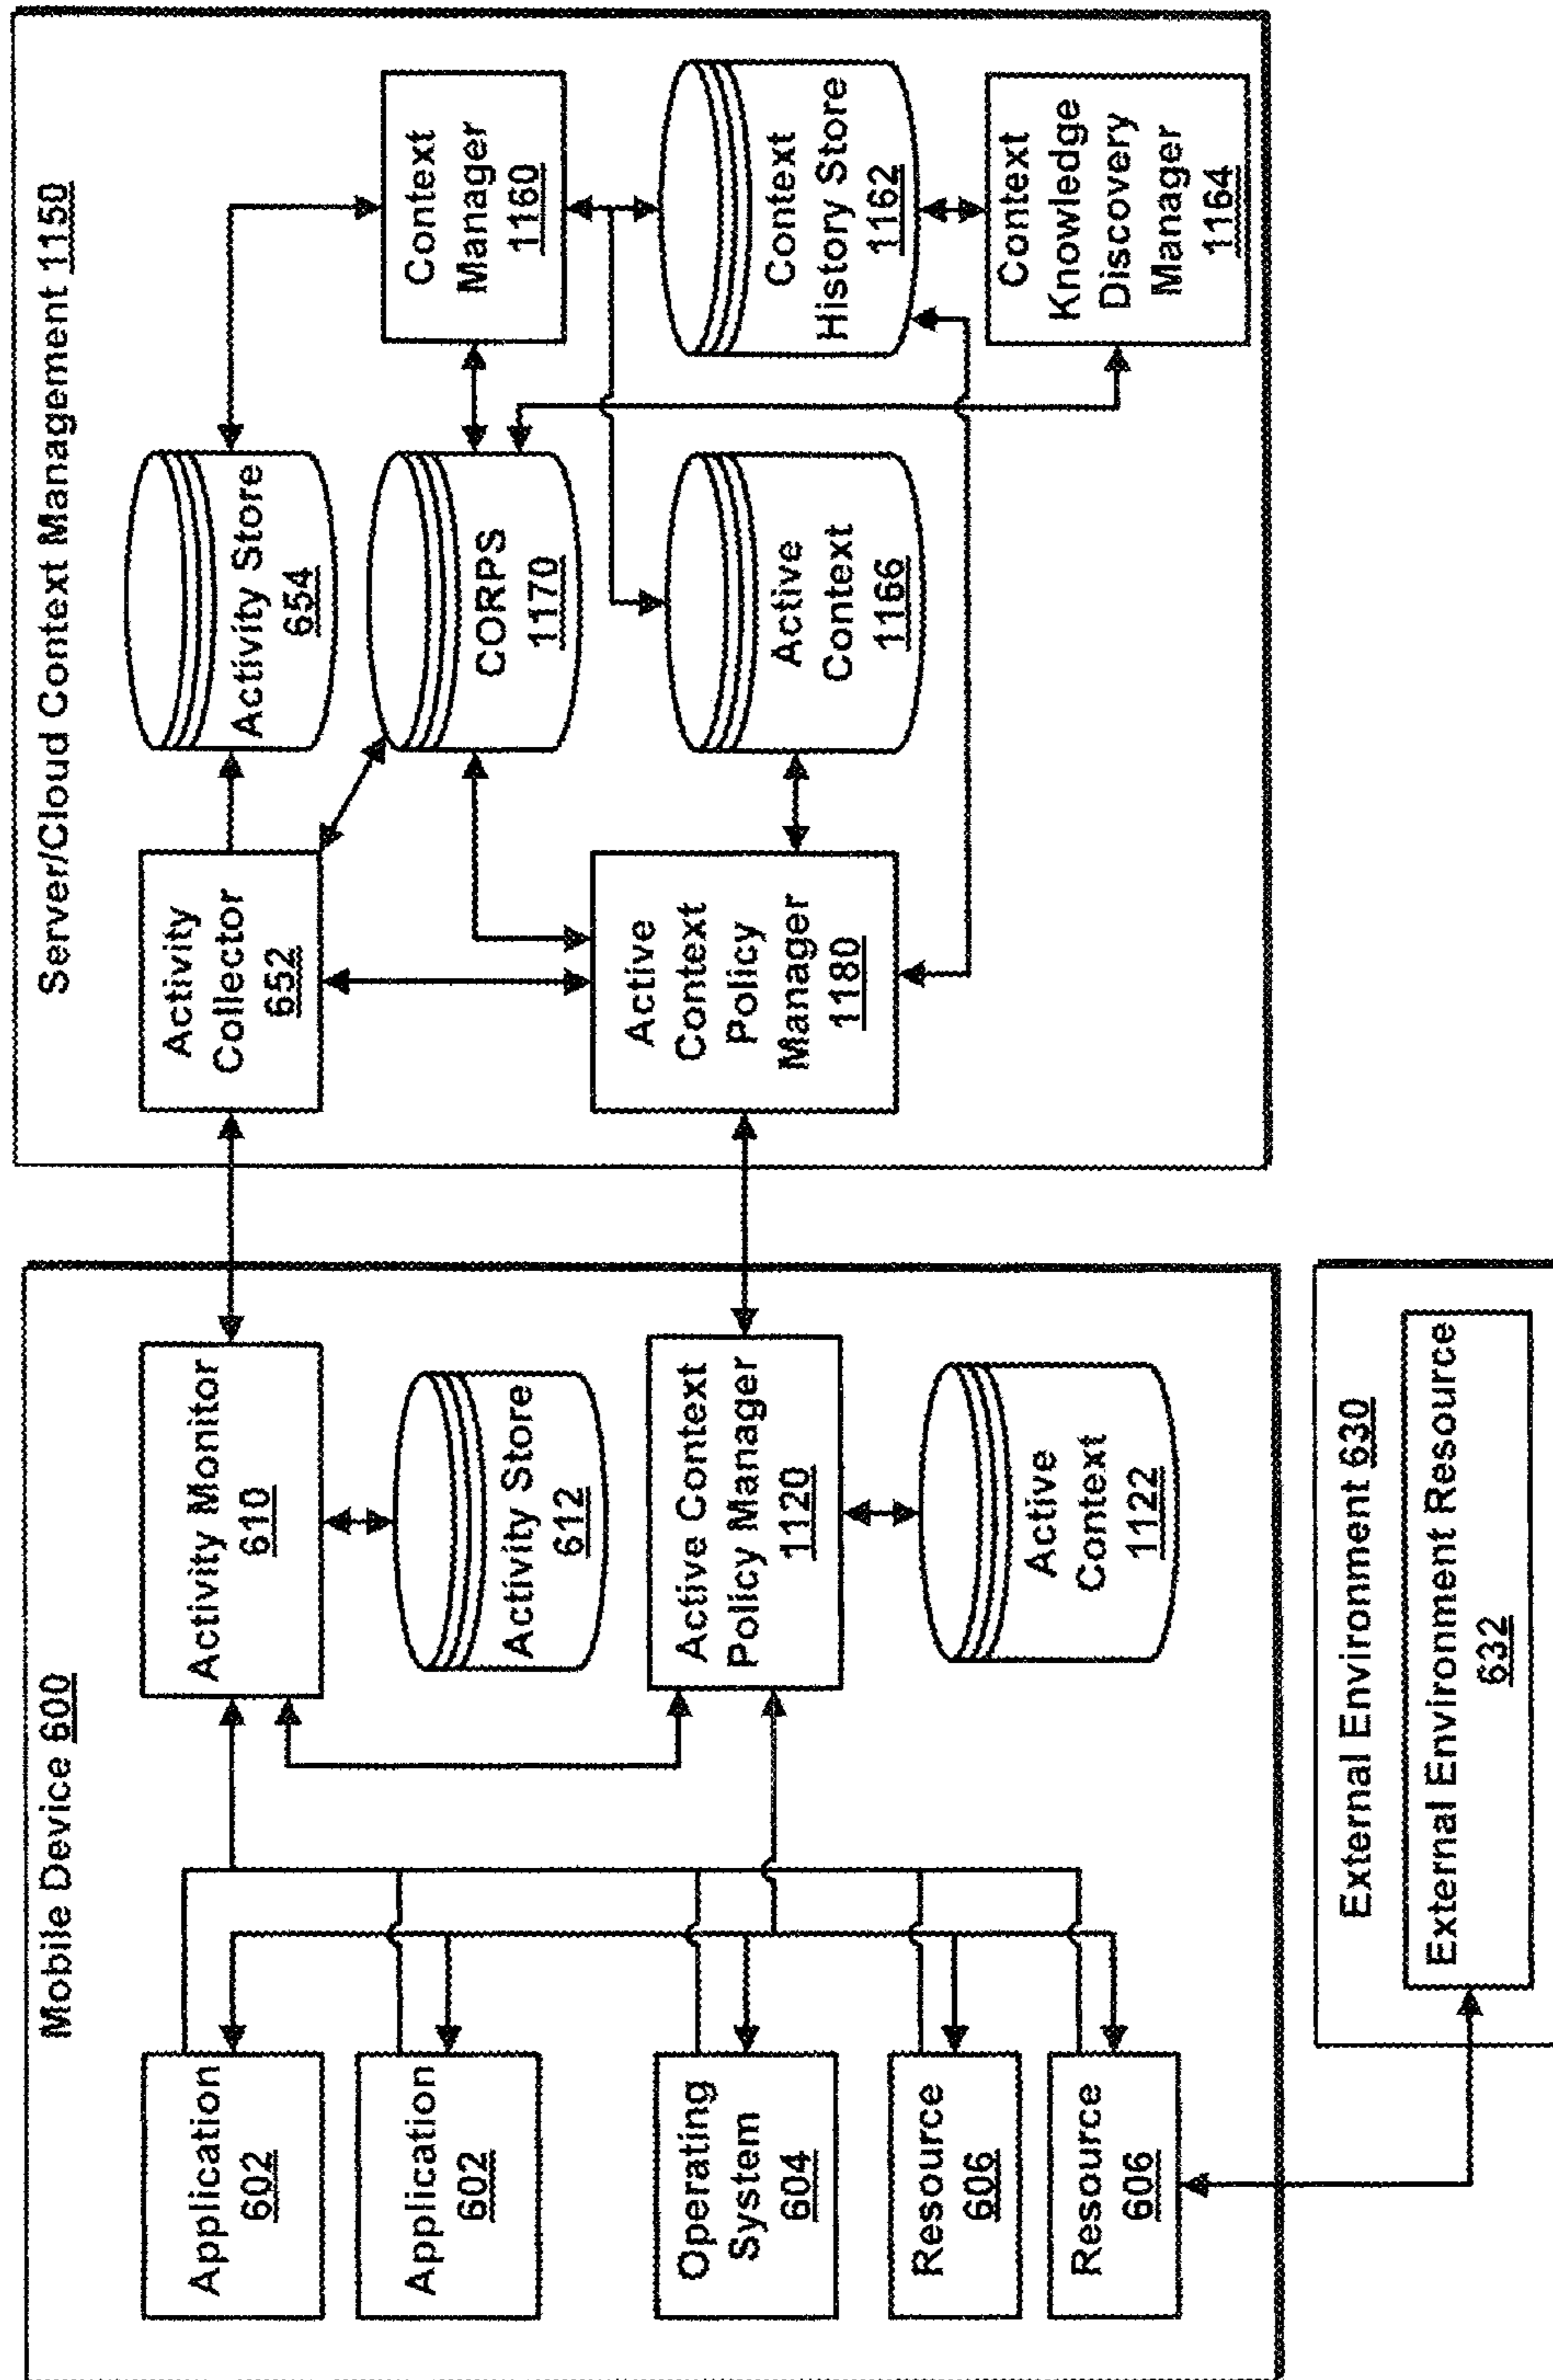 Mobile Device 600
Application
602
Application
602
Operating
System
604
Resource
606
Resource
606
Activity Monitor
610
Activity Store
612
Active Context
Policy Manager
1120
Active
Context
1122
External Environment 630
External Environment Resource
632
Server/Cloud Context Management 1150
Activity
Collector
652
Active
Context
Policy
Manager
1180
Activity Store
654
CORPS
1170
Active
Context
1166
Context
Manager
1160
Context
History Store
1162
Context
Knowledge
Discovery
Manager
1164